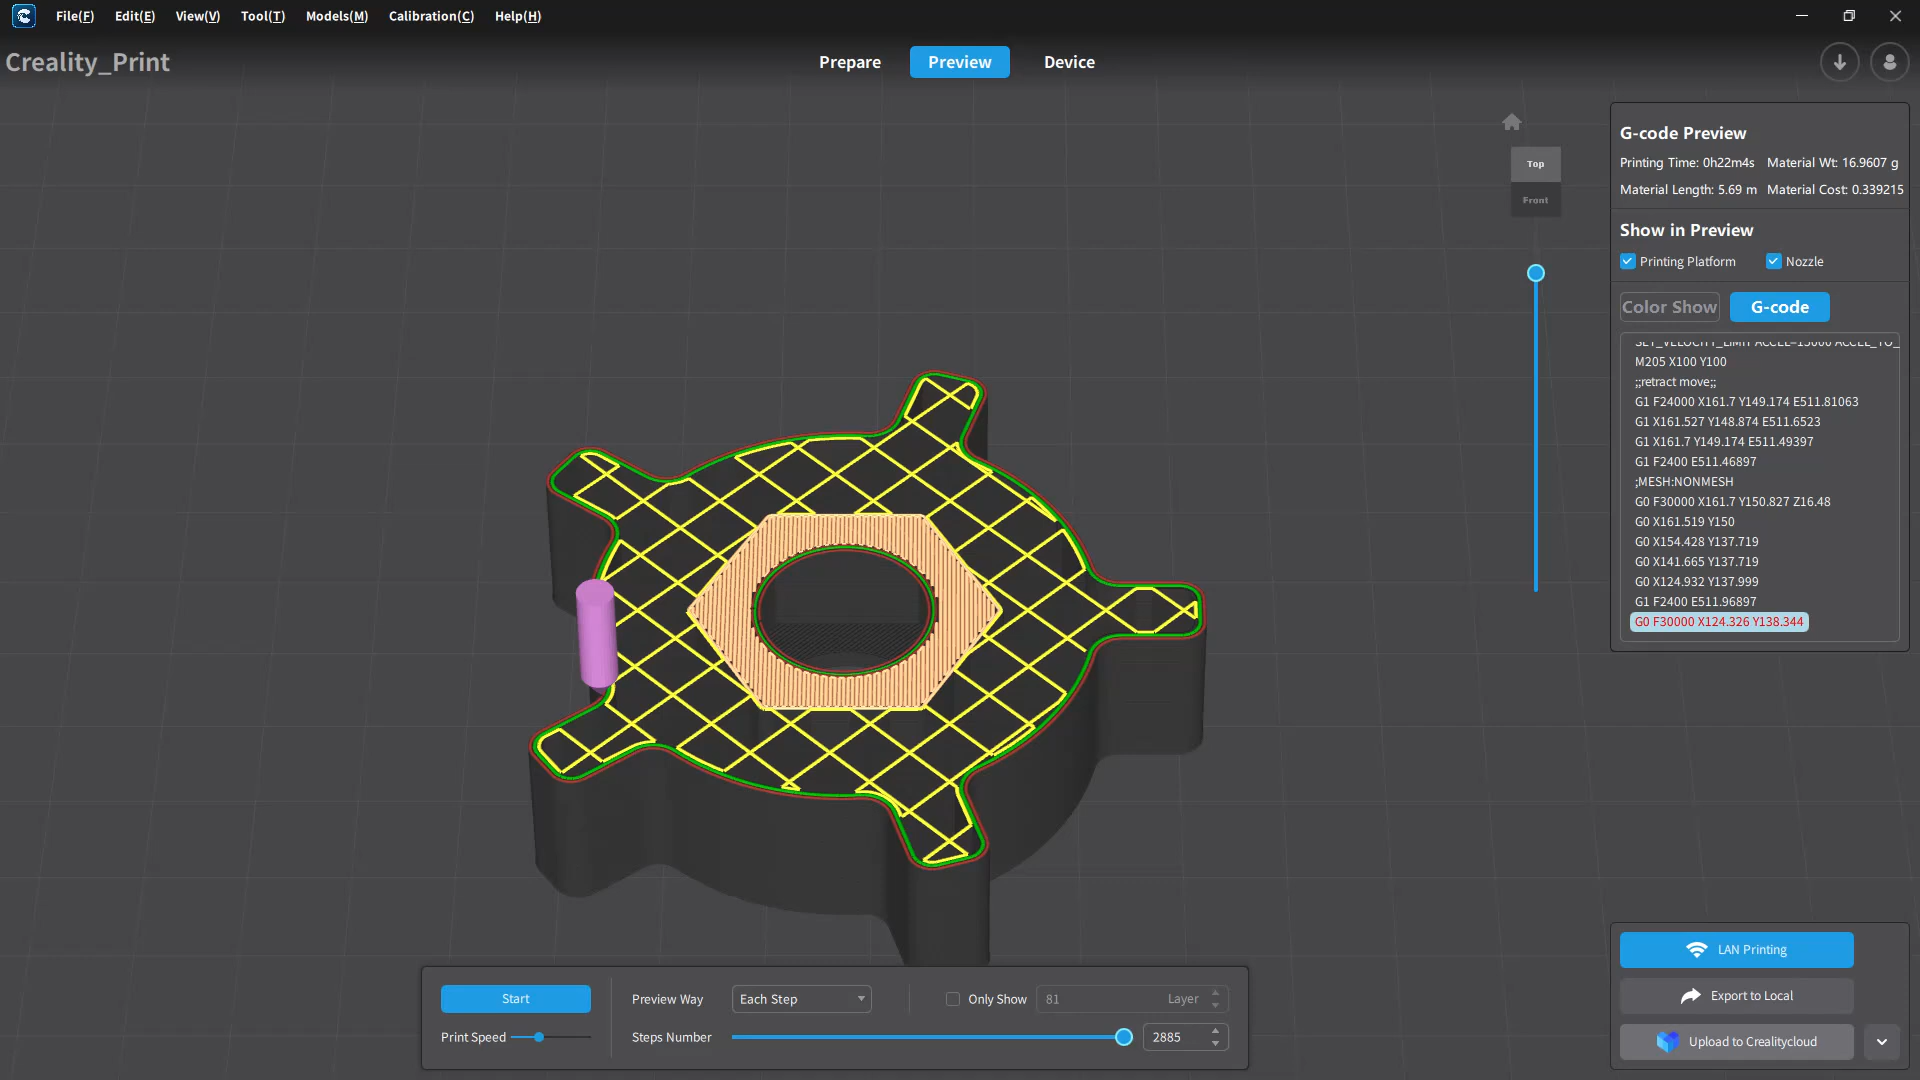 File(F) Edit(E) View(V) Tool(T) Models(M) Calibration(C) Help(H)
Creality_Print
Prepare Preview Device
Top
Front
G-code Preview
Printing Time: 0h22m4s Material Wt: 16.9607 g
Material Length: 5.69 m Material Cost: 0.339215
Show in Preview
Printing Platform Nozzle
Color Show G-code
SET_VELOCITY_LIMIT ACCEL=15000 ACCEL_TO_
M205 X100 Y100
;;retract move;;
G1 F24000 X161.7 Y149.174 E511.81063
G1 X161.527 Y148.874 E511.6523
G1 X161.7 Y149.174 E511.49397
G1 F2400 E511.46897
;MESH:NONMESH
G0 F30000 X161.7 Y150.827 Z16.48
G0 X161.519 Y150
G0 X154.428 Y137.719
G0 X141.665 Y137.719
G0 X124.932 Y137.999
G1 F2400 E511.96897
G0 F30000 X124.326 Y138.344
LAN Printing
Export to Local
Upload to Crealitycloud
Start Preview Way Each Step Only Show 81 Layer
Print Speed Steps Number 2885